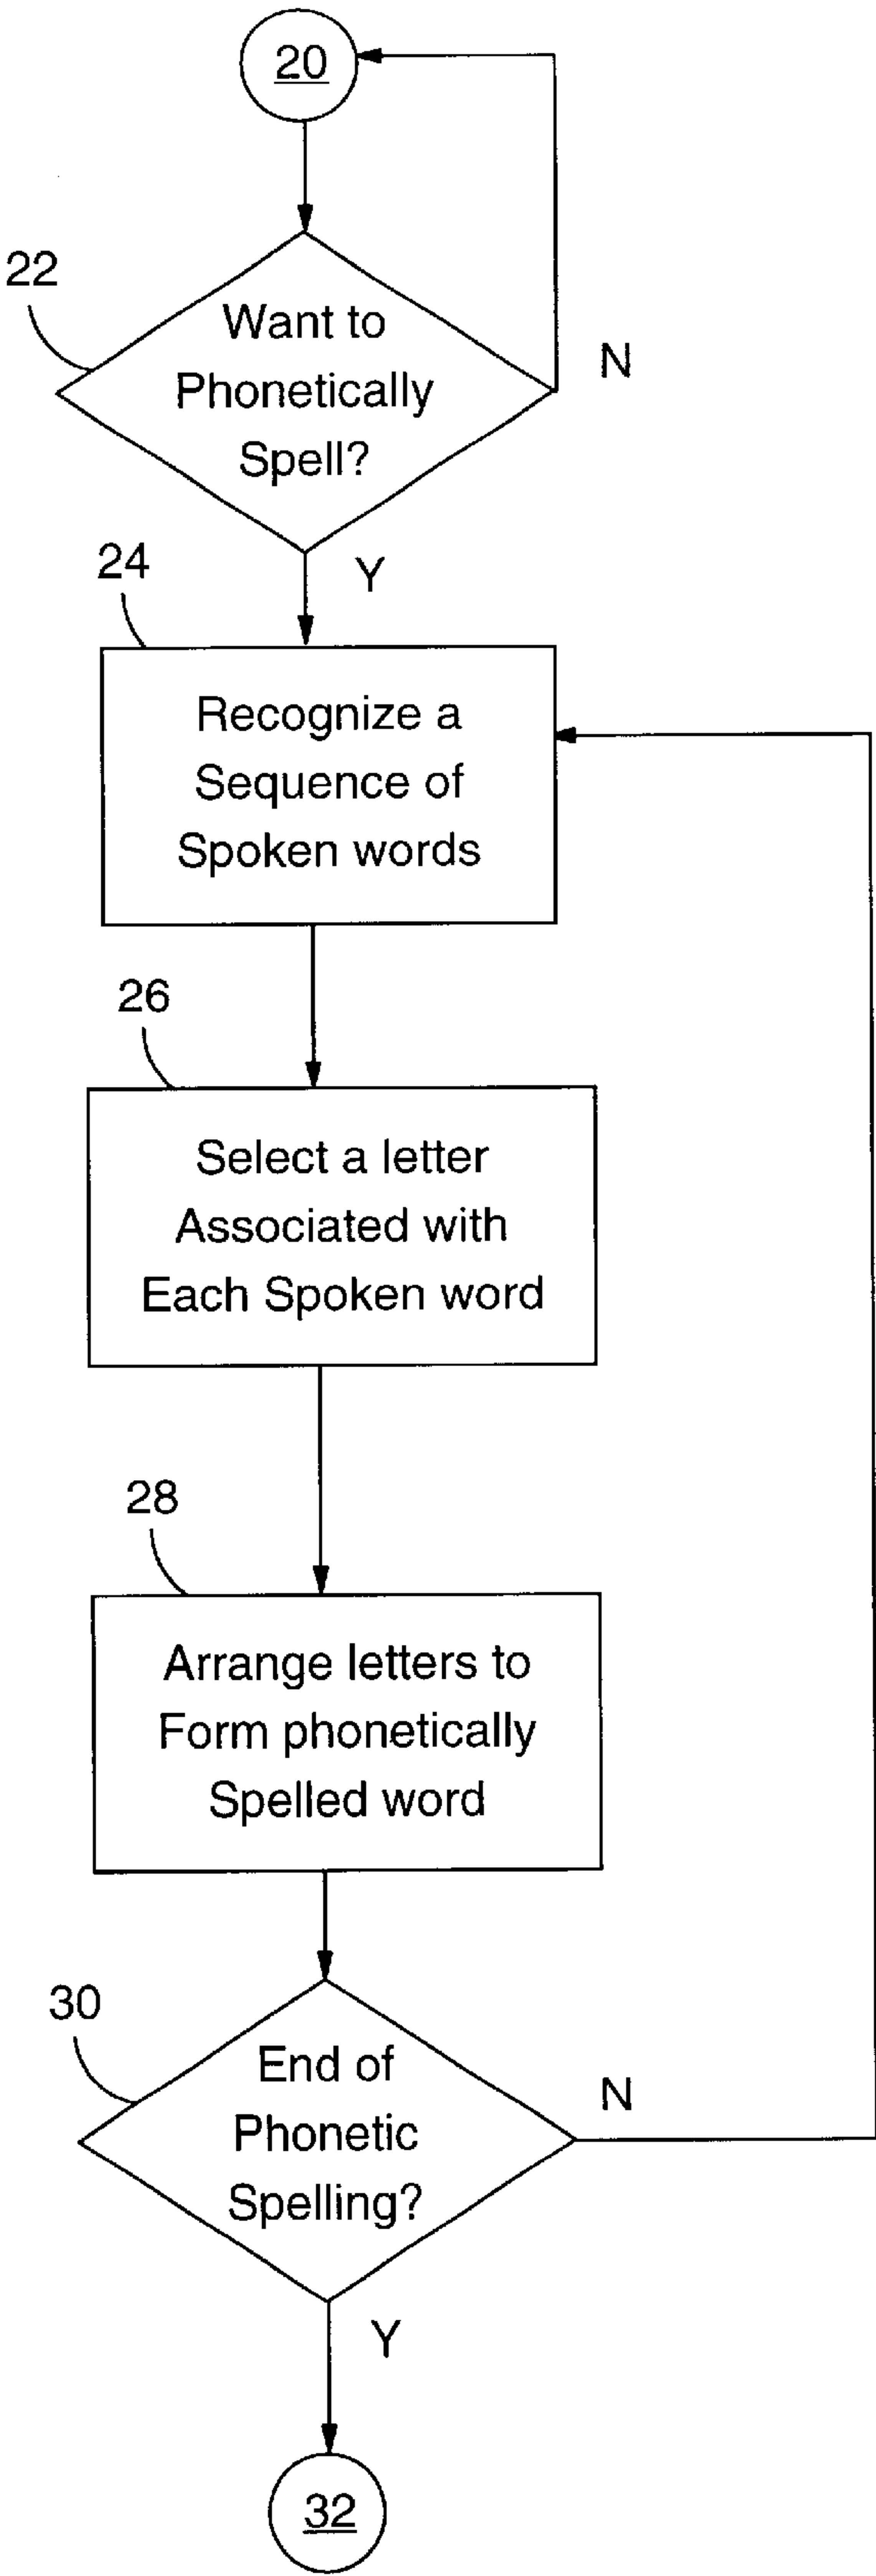 20
22
Want to
Phonetically
Spell?
N
Y
24
Recognize a
Sequence of
Spoken words
26
Select a letter
Associated with
Each Spoken word
28
Arrange letters to
Form phonetically
Spelled word
30
End of
Phonetic
Spelling?
N
Y
32